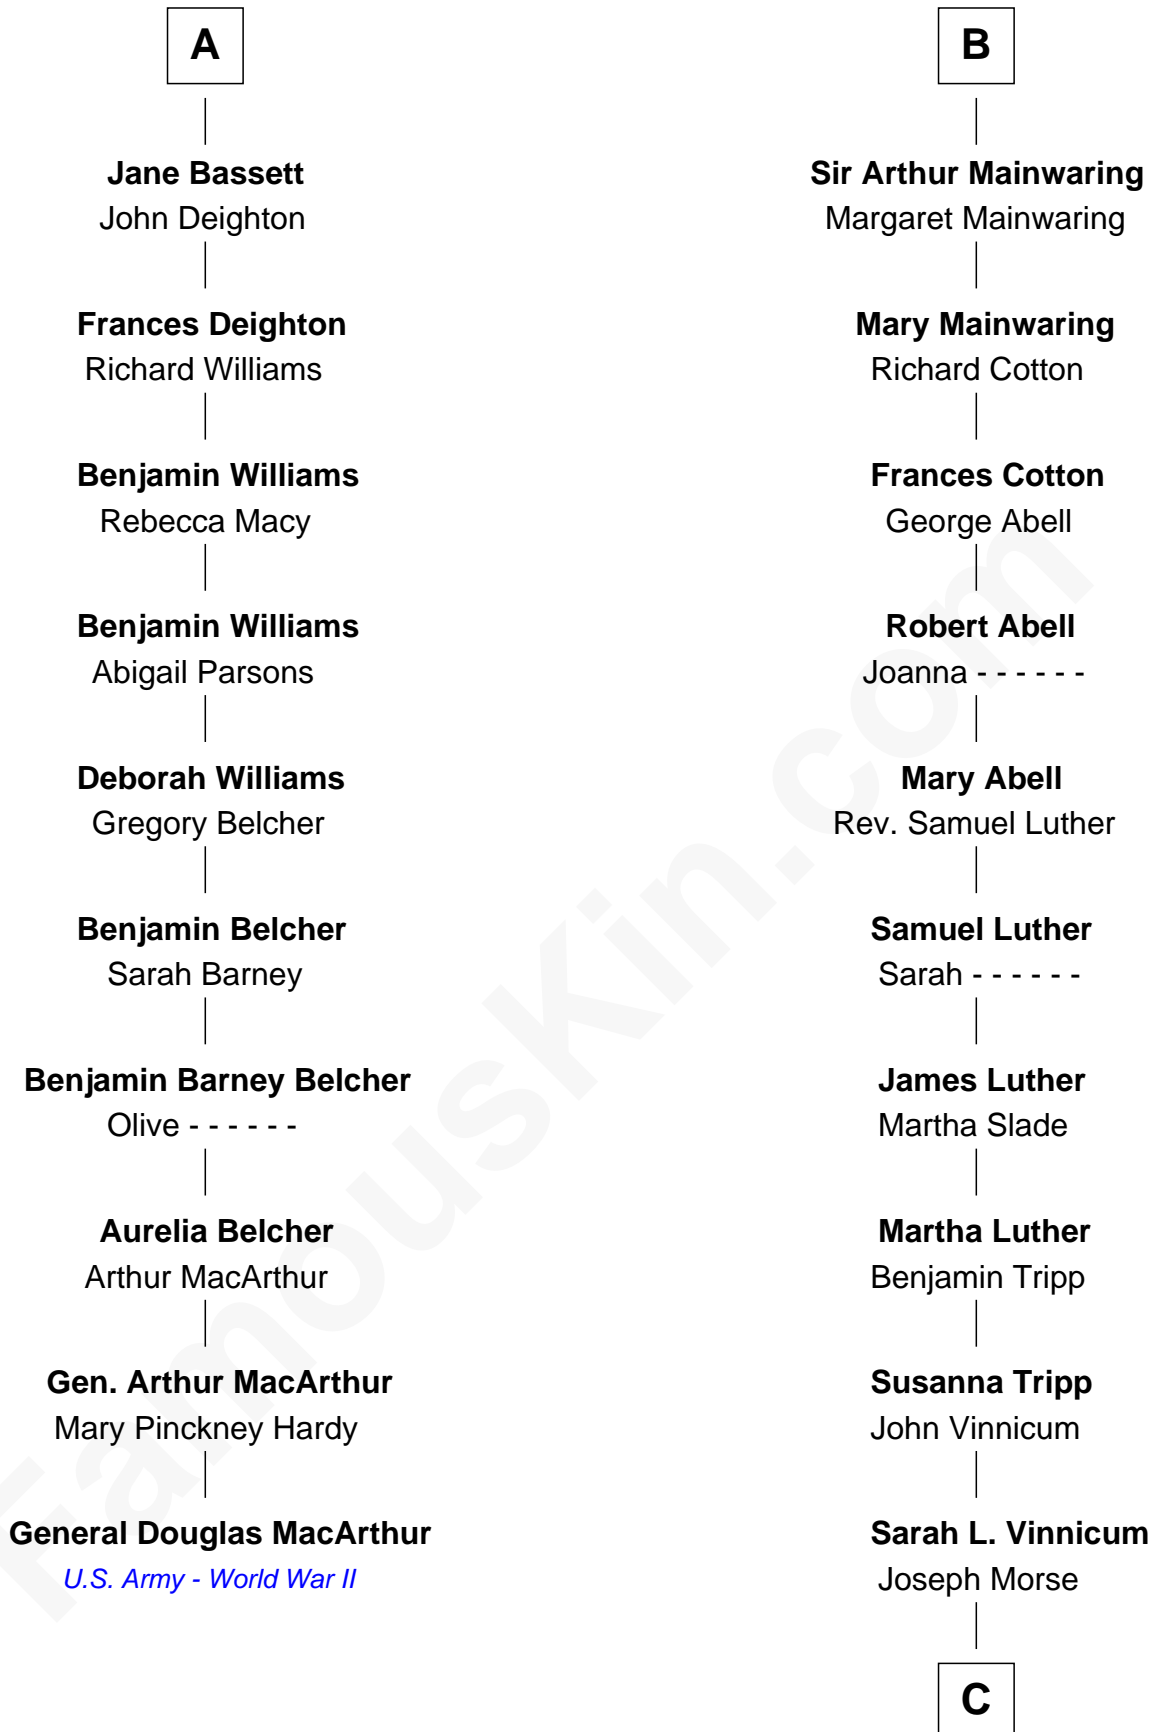 A
Jane Bassett
John Deighton
Frances Deighton
Richard Williams
Benjamin Williams
Rebecca Macy
Benjamin Williams
Abigail Parsons
Deborah Williams
Gregory Belcher
Benjamin Belcher
Sarah Barney
Benjamin Barney Belcher
Olive - - - - - -
Aurelia Belcher
Arthur MacArthur
Gen. Arthur MacArthur
Mary Pinckney Hardy
General Douglas MacArthur
U.S. Army - World War II
B
Sir Arthur Mainwaring
Margaret Mainwaring
Mary Mainwaring
Richard Cotton
Frances Cotton
George Abell
Robert Abell
Joanna - - - - - -
Mary Abell
Rev. Samuel Luther
Samuel Luther
Sarah - - - - - -
James Luther
Martha Slade
Martha Luther
Benjamin Tripp
Susanna Tripp
John Vinnicum
Sarah L. Vinnicum
Joseph Morse
C
FamousKin.com